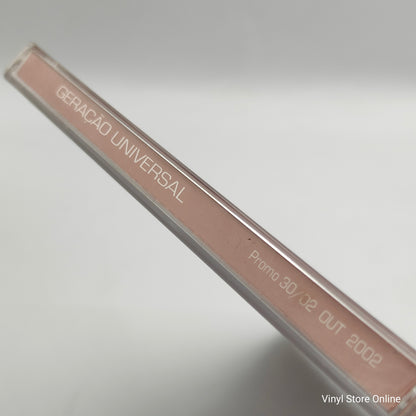 GERAÇÃO UNIVERSAL
Promo 30/02 OUT 2002
Vinyl Store Online